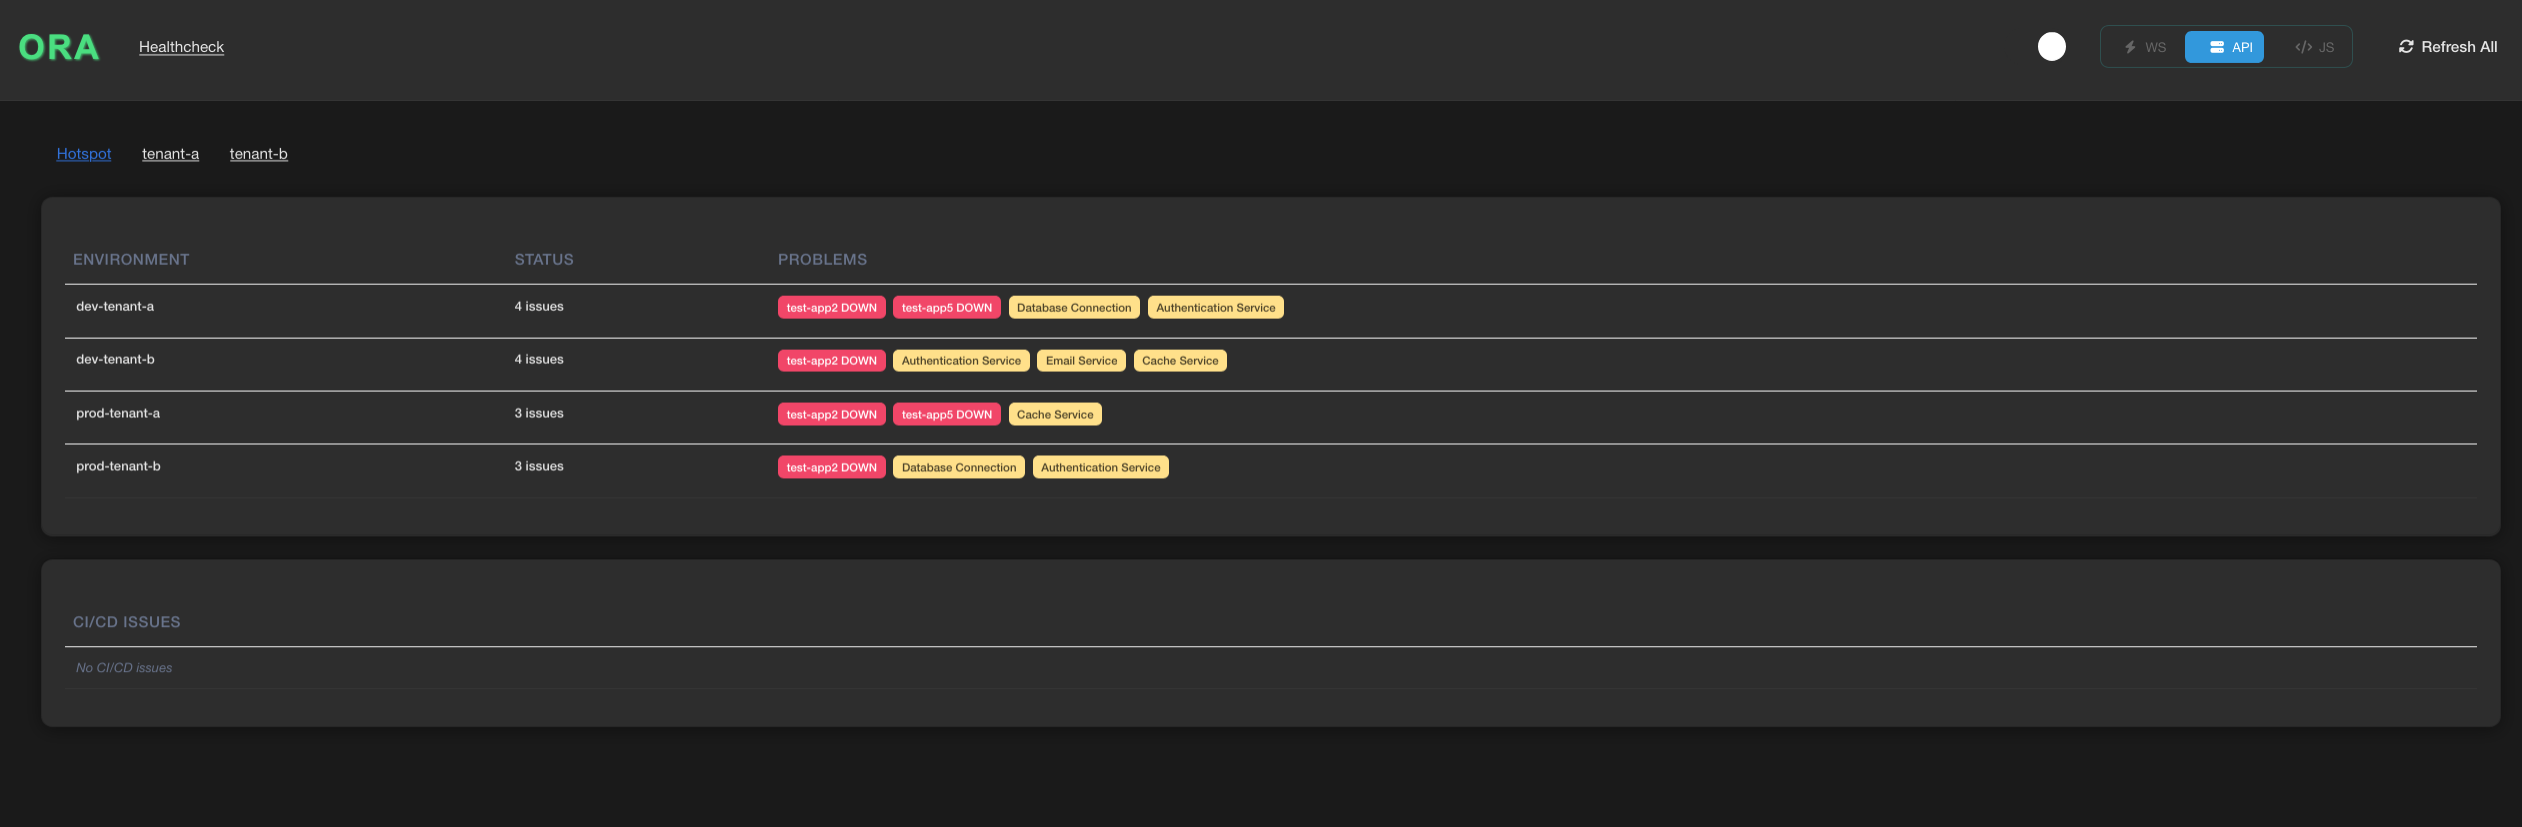 ORA Healthcheck WS API JS Refresh All
Hotspot tenant-a tenant-b
ENVIRONMENT STATUS PROBLEMS
dev-tenant-a 4 issues test-app2 DOWN test-app5 DOWN Database Connection Authentication Service
dev-tenant-b 4 issues test-app2 DOWN Authentication Service Email Service Cache Service
prod-tenant-a 3 issues test-app2 DOWN test-app5 DOWN Cache Service
prod-tenant-b 3 issues test-app2 DOWN Database Connection Authentication Service
CI/CD ISSUES
No CI/CD issues